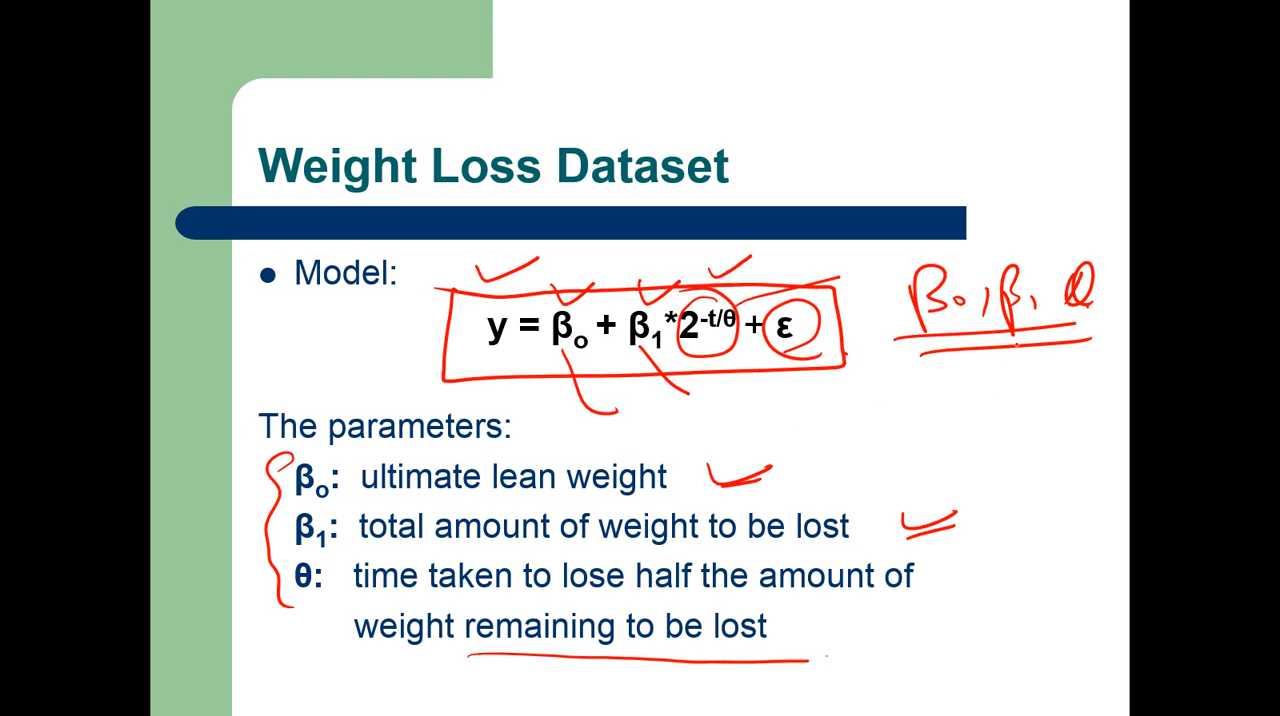 Weight Loss Dataset
● Model:
y = βo + β1*2-t/θ + ε
β0, β1 θ
The parameters:
βo: ultimate lean weight
β1: total amount of weight to be lost
θ: time taken to lose half the amount of
weight remaining to be lost